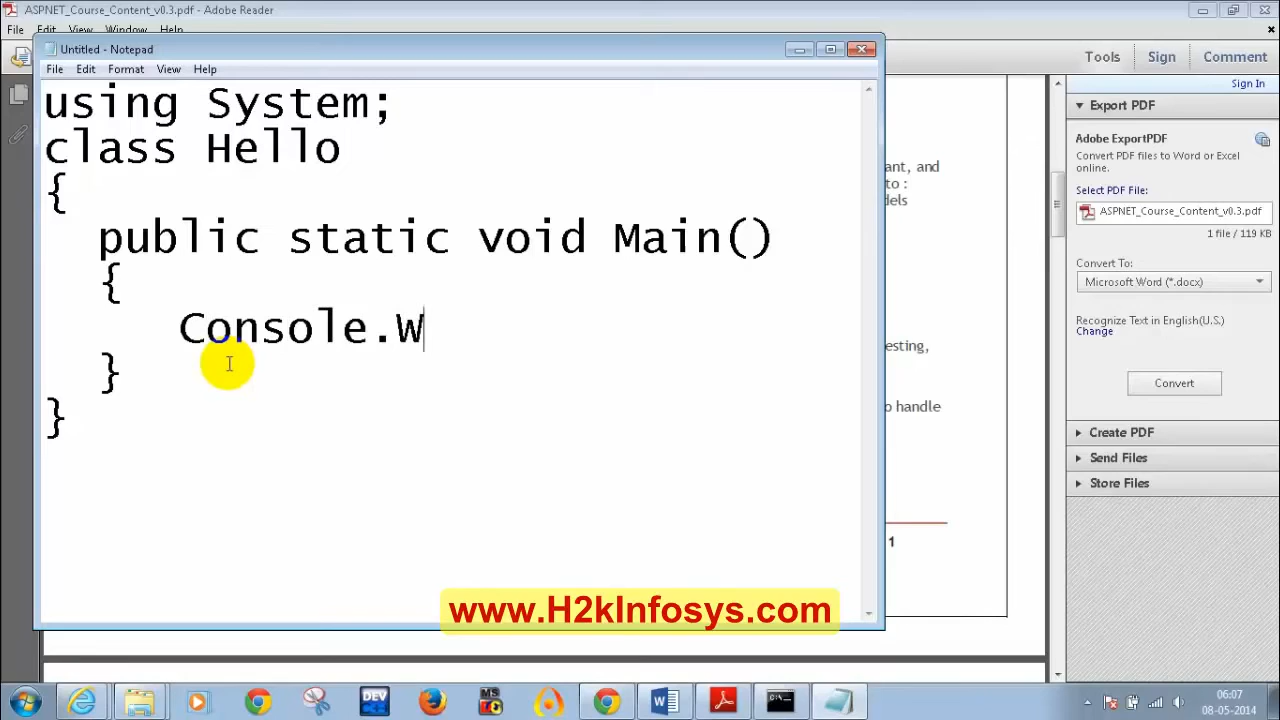 ASPNET_Course_Content_v0.3.pdf - Adobe Reader
File Edit View Window Help
Untitled - Notepad
File Edit Format View Help
using System;
class Hello
{
public static void Main()
{
Console.W
}
}
Tools Sign Comment
Sign In
Export PDF
Adobe ExportPDF
Convert PDF files to Word or Excel
online.
Select PDF File:
ASPNET_Course_Content_v0.3.pdf
1 file / 119 KB
Convert To:
Microsoft Word (*.docx)
Recognize Text in English(U.S.)
Change
Convert
Create PDF
Send Files
Store Files
ant, and
to :
dels
esting,
o handle
1
www.H2kInfosys.com
DEV
MS
C:\
06:07
08-05-2014